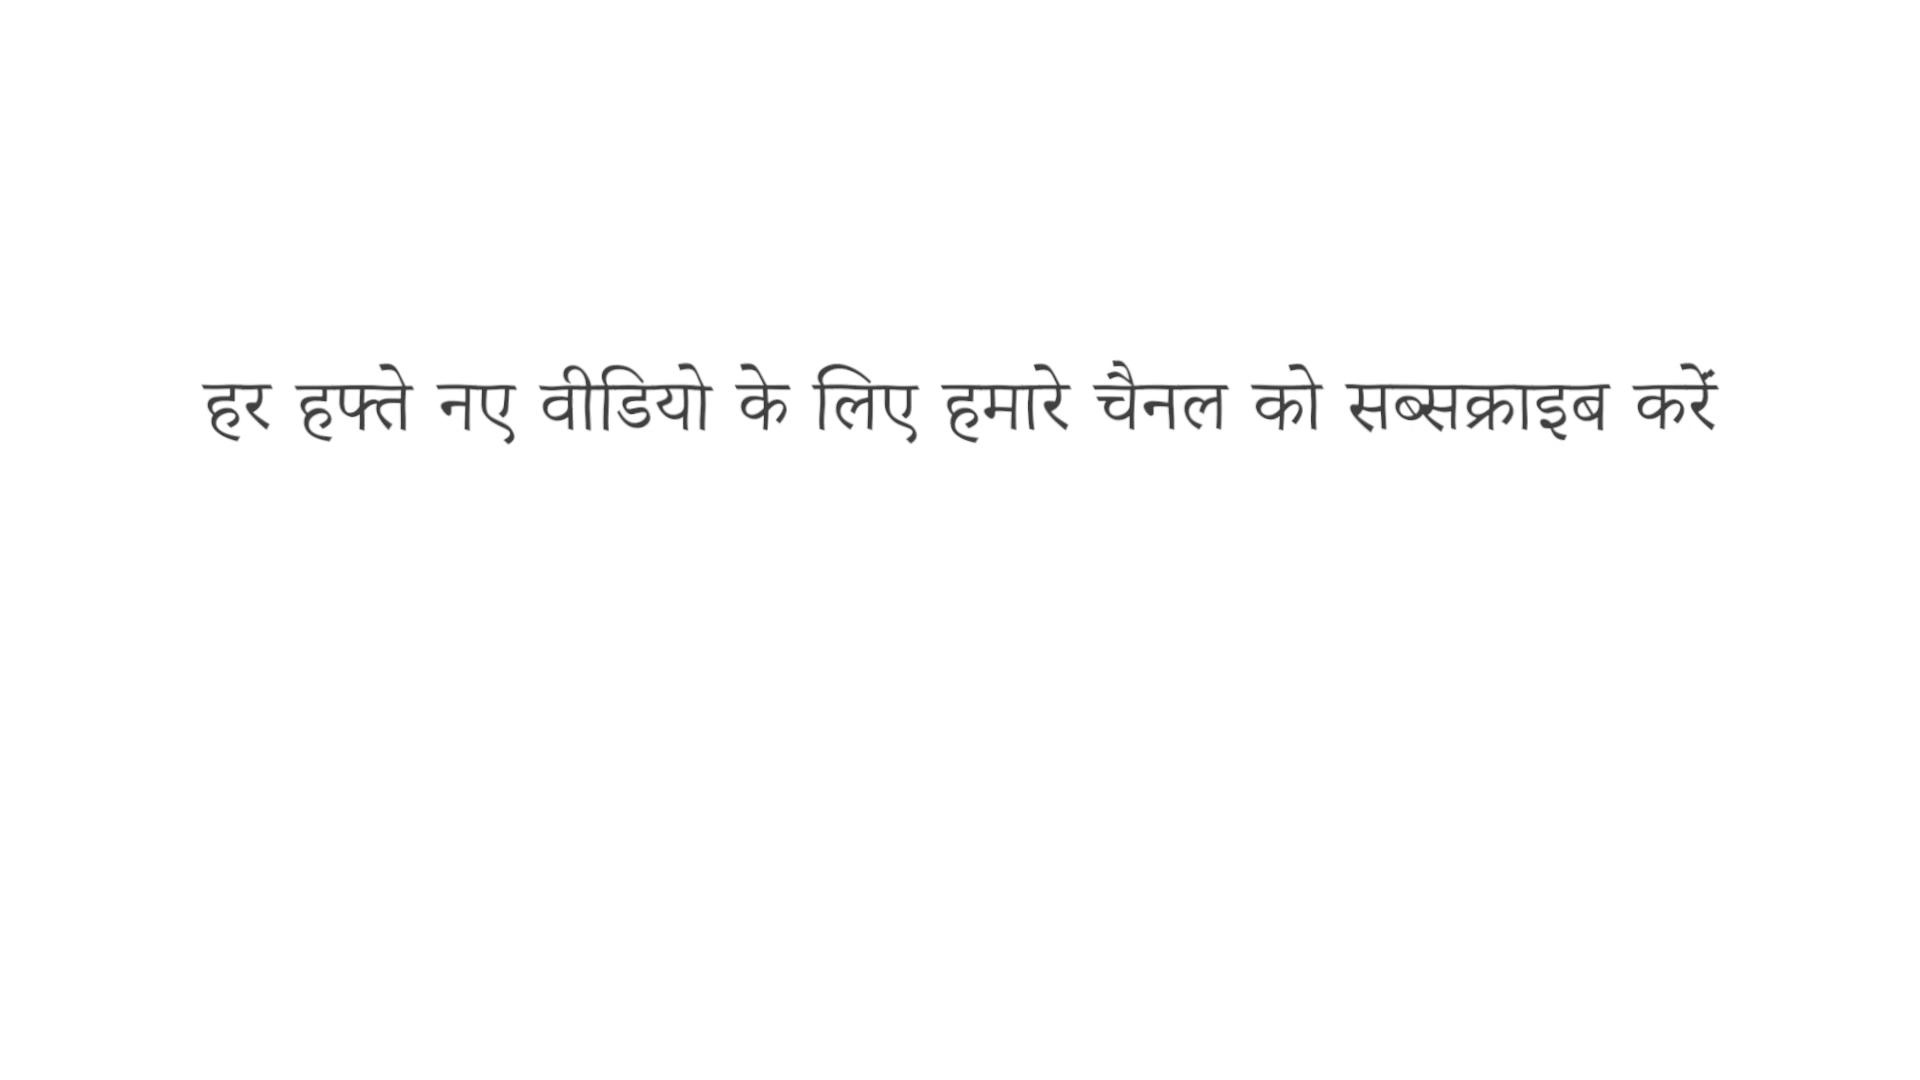 हर हफ्ते नए वीडियो के लिए हमारे चैनल को सब्सक्राइब करें